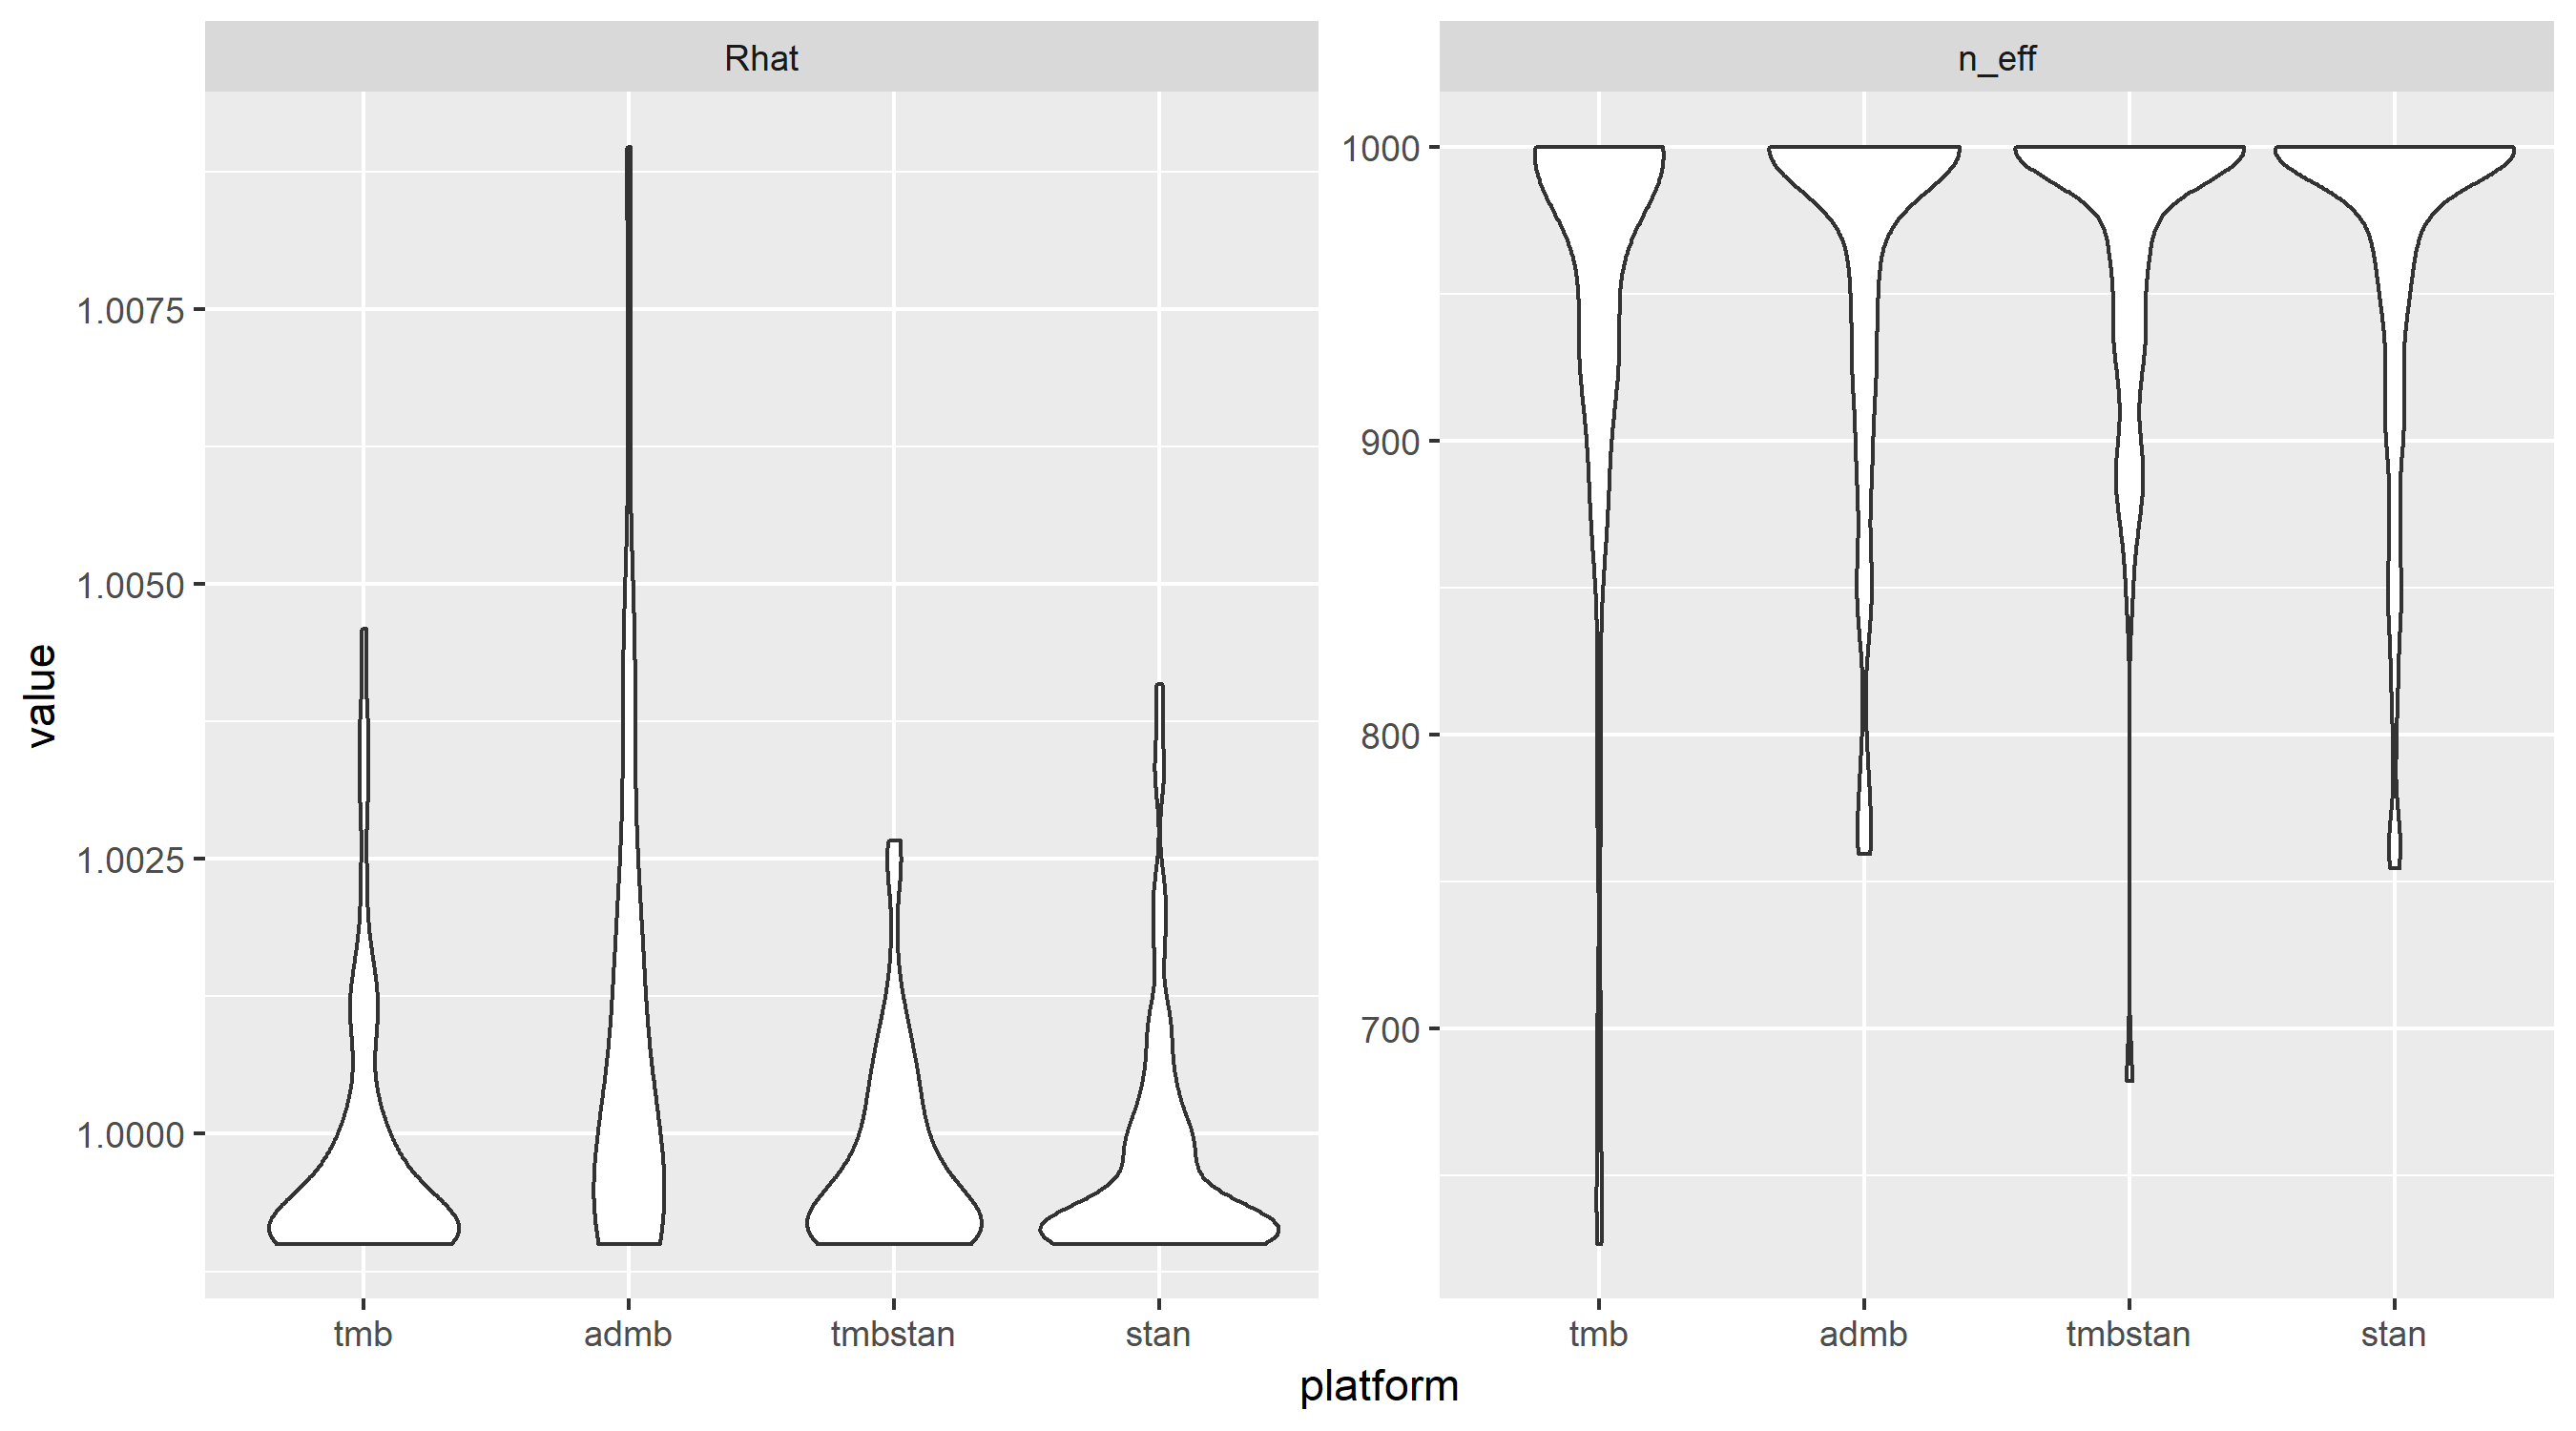 Rhat
n_eff
value
1.0075
1.0050
1.0025
1.0000
1000
900
800
700
tmb admb tmbstan stan
tmb admb tmbstan stan
platform